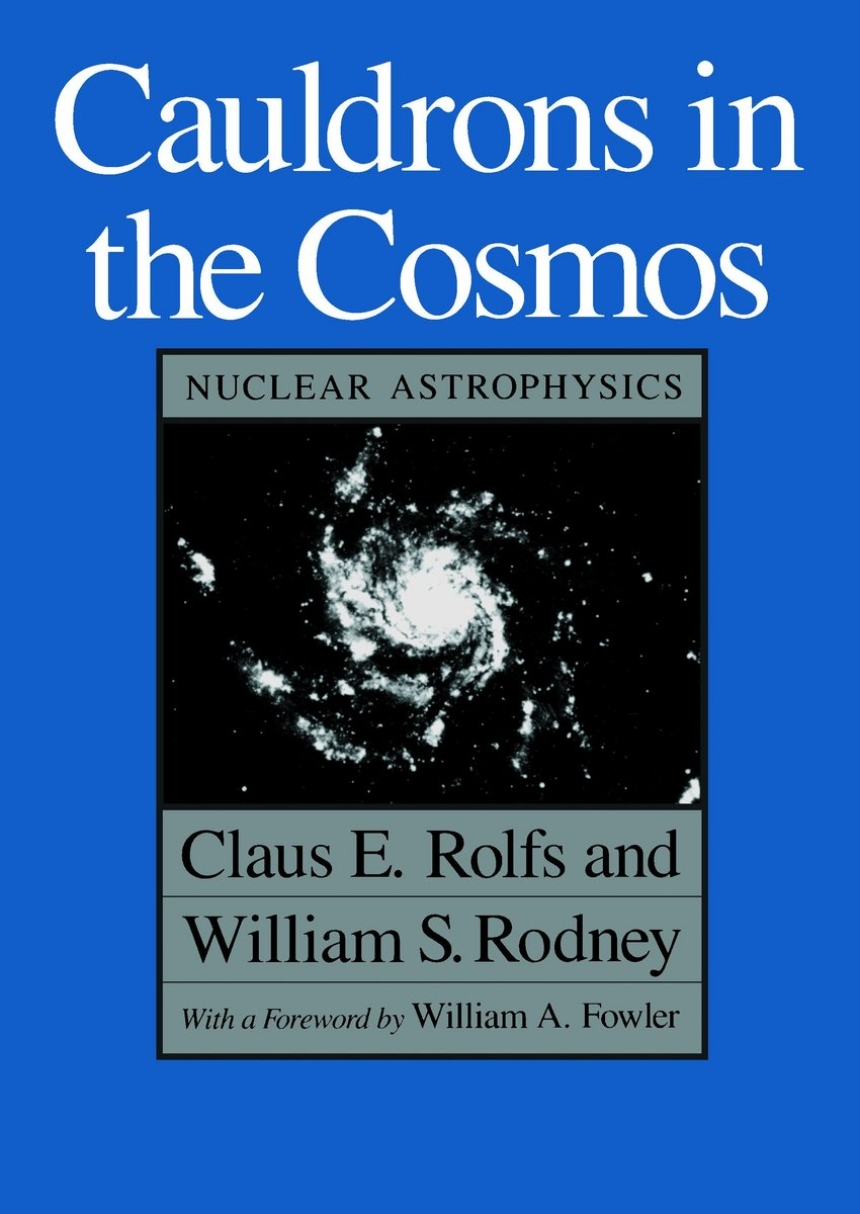 Cauldrons in
the Cosmos
NUCLEAR ASTROPHYSICS
Claus E. Rolfs and
William S. Rodney
With a Foreword by William A. Fowler